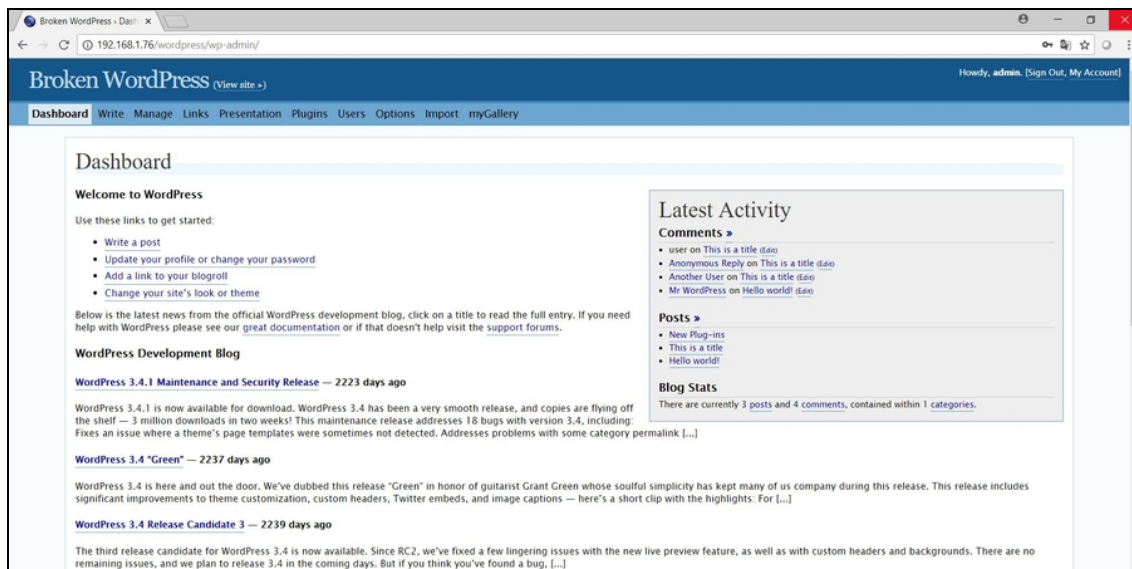 Broken WordPress › Dash
192.168.1.76/wordpress/wp-admin/
Broken WordPress (View site »)
Howdy, admin. [Sign Out, My Account]
Dashboard Write Manage Links Presentation Plugins Users Options Import myGallery
Dashboard
Welcome to WordPress
Use these links to get started:
• Write a post
• Update your profile or change your password
• Add a link to your blogroll
• Change your site's look or theme
Below is the latest news from the official WordPress development blog, click on a title to read the full entry. If you need
help with WordPress please see our great documentation or if that doesn't help visit the support forums.
WordPress Development Blog
WordPress 3.4.1 Maintenance and Security Release — 2223 days ago
WordPress 3.4.1 is now available for download. WordPress 3.4 has been a very smooth release, and copies are flying off
the shelf — 3 million downloads in two weeks! This maintenance release addresses 18 bugs with version 3.4, including:
Fixes an issue where a theme's page templates were sometimes not detected. Addresses problems with some category permalink [...]
WordPress 3.4 "Green" — 2237 days ago
WordPress 3.4 is here and out the door. We've dubbed this release "Green" in honor of guitarist Grant Green whose soulful simplicity has kept many of us company during this release. This release includes
significant improvements to theme customization, custom headers, Twitter embeds, and image captions — here's a short clip with the highlights: For [...]
WordPress 3.4 Release Candidate 3 — 2239 days ago
The third release candidate for WordPress 3.4 is now available. Since RC2, we've fixed a few lingering issues with the new live preview feature, as well as with custom headers and backgrounds. There are no
remaining issues, and we plan to release 3.4 in the coming days. But if you think you've found a bug, [...]
Latest Activity
Comments »
• user on This is a title (Edit)
• Anonymous Reply on This is a title (Edit)
• Another User on This is a title (Edit)
• Mr WordPress on Hello world! (Edit)
Posts »
• New Plug-ins
• This is a title
• Hello world!
Blog Stats
There are currently 3 posts and 4 comments, contained within 1 categories.